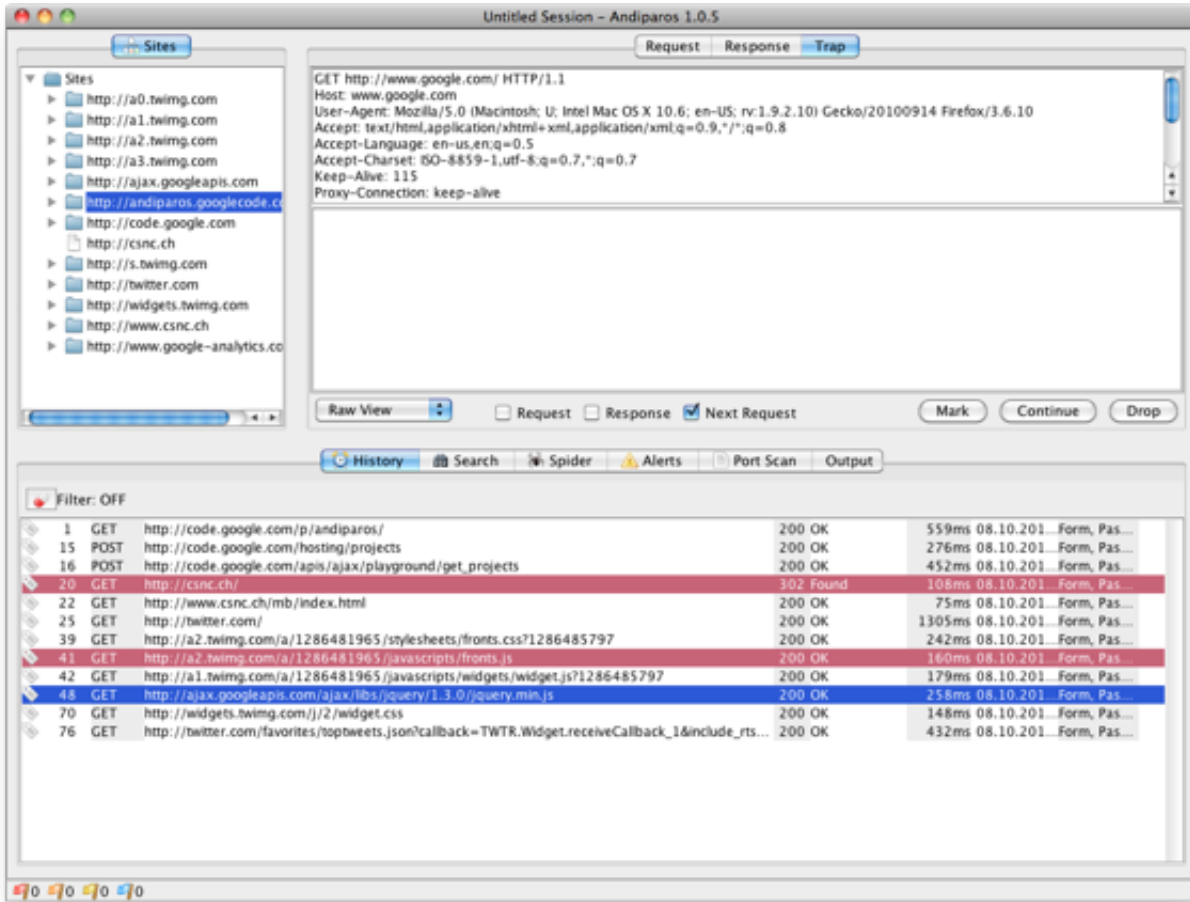 Untitled Session – Andiparos 1.0.5
Sites
Request Response Trap
Sites
http://a0.twimg.com
http://a1.twimg.com
http://a2.twimg.com
http://a3.twimg.com
http://ajax.googleapis.com
http://andiparos.googlecode.co
http://code.google.com
http://csnc.ch
http://s.twimg.com
http://twitter.com
http://widgets.twimg.com
http://www.csnc.ch
http://www.google-analytics.co
GET http://www.google.com/ HTTP/1.1
Host: www.google.com
User-Agent: Mozilla/5.0 (Macintosh; U; Intel Mac OS X 10.6; en-US; rv:1.9.2.10) Gecko/20100914 Firefox/3.6.10
Accept: text/html,application/xhtml+xml,application/xml;q=0.9,*/*;q=0.8
Accept-Language: en-us,en;q=0.5
Accept-Charset: ISO-8859-1,utf-8;q=0.7,*;q=0.7
Keep-Alive: 115
Proxy-Connection: keep-alive
Raw View Request Response Next Request Mark Continue Drop
History Search Spider Alerts Port Scan Output
Filter: OFF
1 GET http://code.google.com/p/andiparos/ 200 OK 559ms 08.10.201...Form, Pas...
15 POST http://code.google.com/hosting/projects 200 OK 276ms 08.10.201...Form, Pas...
16 POST http://code.google.com/apis/ajax/playground/get_projects 200 OK 452ms 08.10.201...Form, Pas...
20 GET http://csnc.ch/ 302 Found 108ms 08.10.201...Form, Pas...
22 GET http://www.csnc.ch/mb/index.html 200 OK 75ms 08.10.201...Form, Pas...
25 GET http://twitter.com/ 200 OK 1305ms 08.10.201...Form, Pas...
39 GET http://a2.twimg.com/a/1286481965/stylesheets/fronts.css?1286485797 200 OK 242ms 08.10.201...Form, Pas...
41 GET http://a2.twimg.com/a/1286481965/javascripts/fronts.js 200 OK 160ms 08.10.201...Form, Pas...
42 GET http://a1.twimg.com/a/1286481965/javascripts/widgets/widget.js?1286485797 200 OK 179ms 08.10.201...Form, Pas...
48 GET http://ajax.googleapis.com/ajax/libs/jquery/1.3.0/jquery.min.js 200 OK 258ms 08.10.201...Form, Pas...
70 GET http://widgets.twimg.com/j/2/widget.css 200 OK 148ms 08.10.201...Form, Pas...
76 GET http://twitter.com/favorites/toptweets.json?callback=TWTR.Widget.receiveCallback_1&include_rts... 200 OK 432ms 08.10.201...Form, Pas...
0 0 0 0